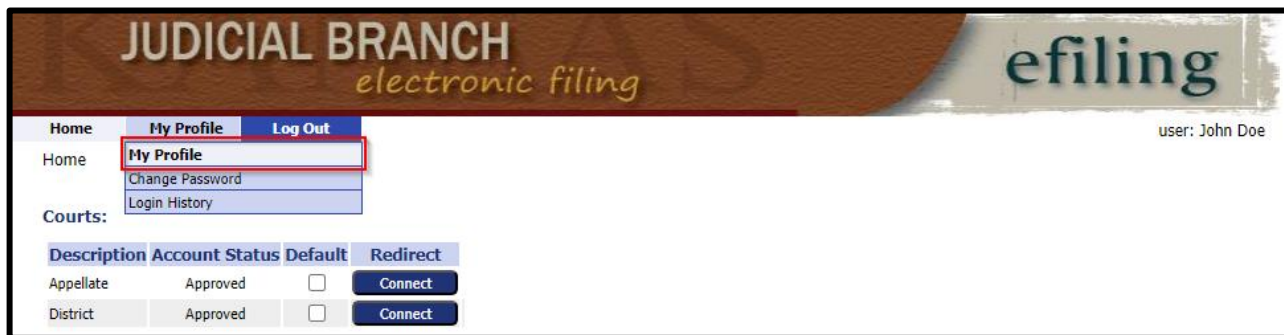 JUDICIAL BRANCH
electronic filing
efiling
Home My Profile Log Out user: John Doe
Home
My Profile
Change Password
Login History
Courts:
Description Account Status Default Redirect
Appellate Approved Connect
District Approved Connect